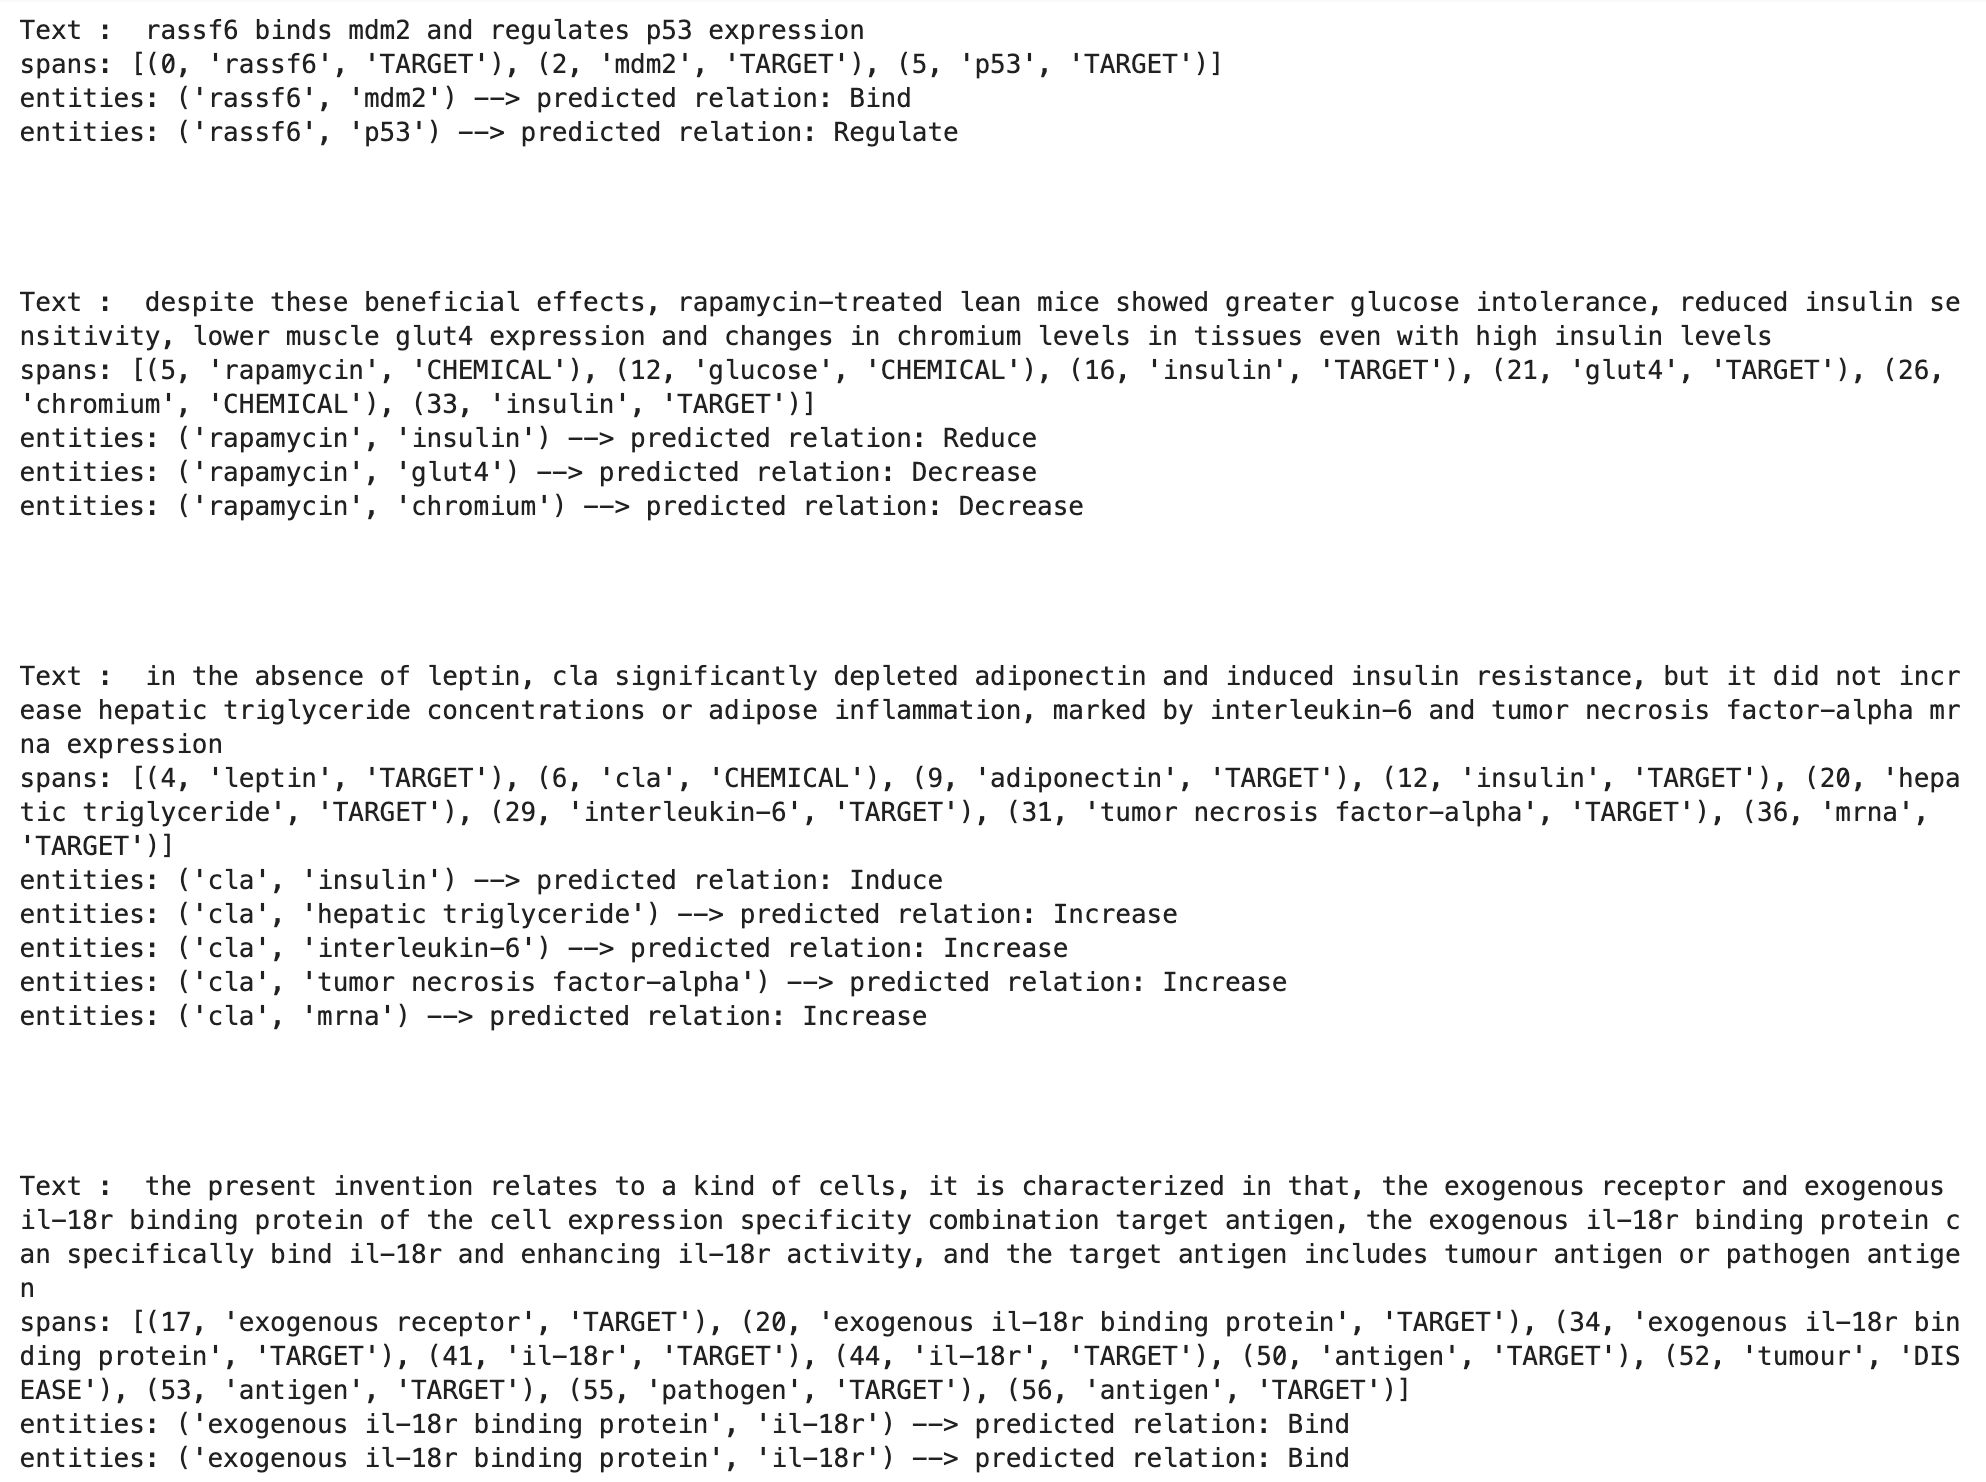 Text :  rassf6 binds mdm2 and regulates p53 expression
spans: [(0, 'rassf6', 'TARGET'), (2, 'mdm2', 'TARGET'), (5, 'p53', 'TARGET')]
entities: ('rassf6', 'mdm2') --> predicted relation: Bind
entities: ('rassf6', 'p53') --> predicted relation: Regulate
Text :  despite these beneficial effects, rapamycin-treated lean mice showed greater glucose intolerance, reduced insulin se
nsitivity, lower muscle glut4 expression and changes in chromium levels in tissues even with high insulin levels
spans: [(5, 'rapamycin', 'CHEMICAL'), (12, 'glucose', 'CHEMICAL'), (16, 'insulin', 'TARGET'), (21, 'glut4', 'TARGET'), (26,
'chromium', 'CHEMICAL'), (33, 'insulin', 'TARGET')]
entities: ('rapamycin', 'insulin') --> predicted relation: Reduce
entities: ('rapamycin', 'glut4') --> predicted relation: Decrease
entities: ('rapamycin', 'chromium') --> predicted relation: Decrease
Text :  in the absence of leptin, cla significantly depleted adiponectin and induced insulin resistance, but it did not incr
ease hepatic triglyceride concentrations or adipose inflammation, marked by interleukin-6 and tumor necrosis factor-alpha mr
na expression
spans: [(4, 'leptin', 'TARGET'), (6, 'cla', 'CHEMICAL'), (9, 'adiponectin', 'TARGET'), (12, 'insulin', 'TARGET'), (20, 'hepa
tic triglyceride', 'TARGET'), (29, 'interleukin-6', 'TARGET'), (31, 'tumor necrosis factor-alpha', 'TARGET'), (36, 'mrna',
'TARGET')]
entities: ('cla', 'insulin') --> predicted relation: Induce
entities: ('cla', 'hepatic triglyceride') --> predicted relation: Increase
entities: ('cla', 'interleukin-6') --> predicted relation: Increase
entities: ('cla', 'tumor necrosis factor-alpha') --> predicted relation: Increase
entities: ('cla', 'mrna') --> predicted relation: Increase
Text :  the present invention relates to a kind of cells, it is characterized in that, the exogenous receptor and exogenous
il-18r binding protein of the cell expression specificity combination target antigen, the exogenous il-18r binding protein c
an specifically bind il-18r and enhancing il-18r activity, and the target antigen includes tumour antigen or pathogen antige
n
spans: [(17, 'exogenous receptor', 'TARGET'), (20, 'exogenous il-18r binding protein', 'TARGET'), (34, 'exogenous il-18r bin
ding protein', 'TARGET'), (41, 'il-18r', 'TARGET'), (44, 'il-18r', 'TARGET'), (50, 'antigen', 'TARGET'), (52, 'tumour', 'DIS
EASE'), (53, 'antigen', 'TARGET'), (55, 'pathogen', 'TARGET'), (56, 'antigen', 'TARGET')]
entities: ('exogenous il-18r binding protein', 'il-18r') --> predicted relation: Bind
entities: ('exogenous il-18r binding protein', 'il-18r') --> predicted relation: Bind